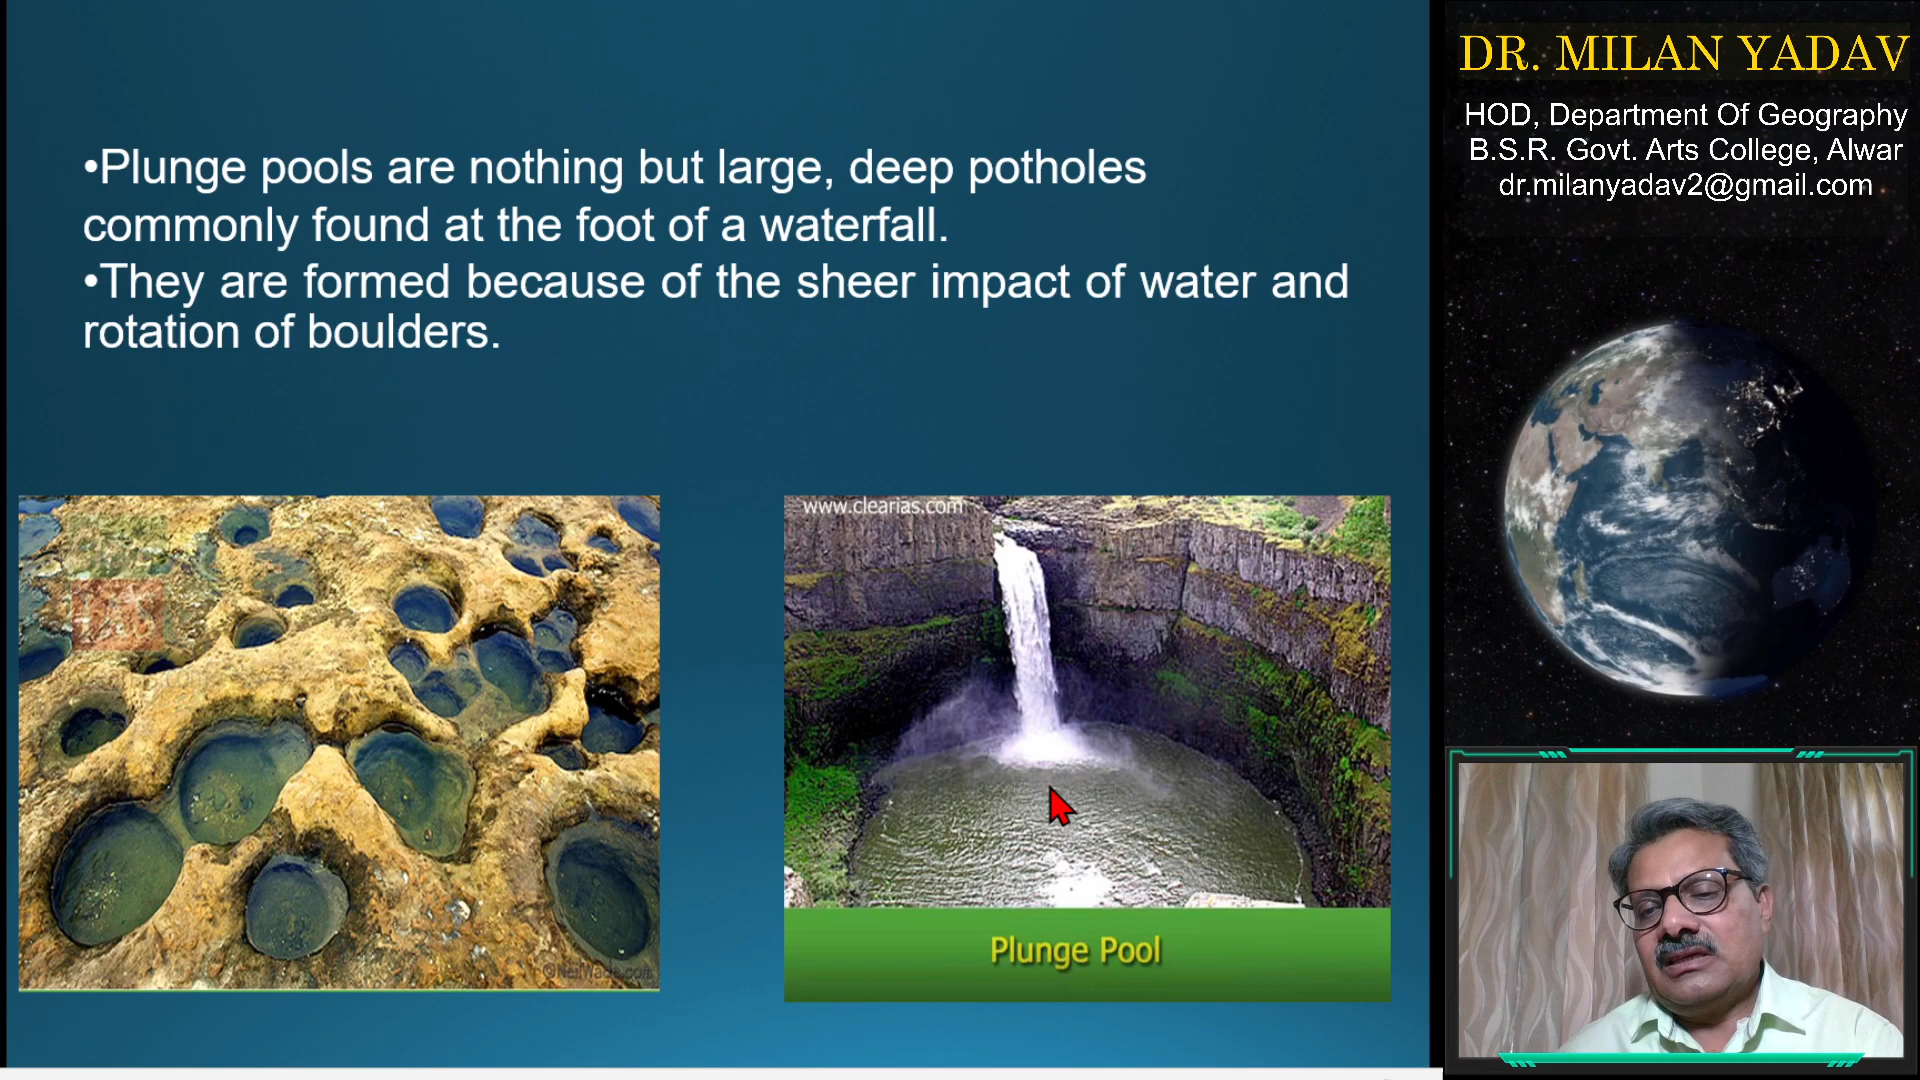 •Plunge pools are nothing but large, deep potholes
commonly found at the foot of a waterfall.
•They are formed because of the sheer impact of water and
rotation of boulders.
www.clearias.com
©NeilWade.com
Plunge Pool
DR. MILAN YADAV
HOD, Department Of Geography
B.S.R. Govt. Arts College, Alwar
dr.milanyadav2@gmail.com